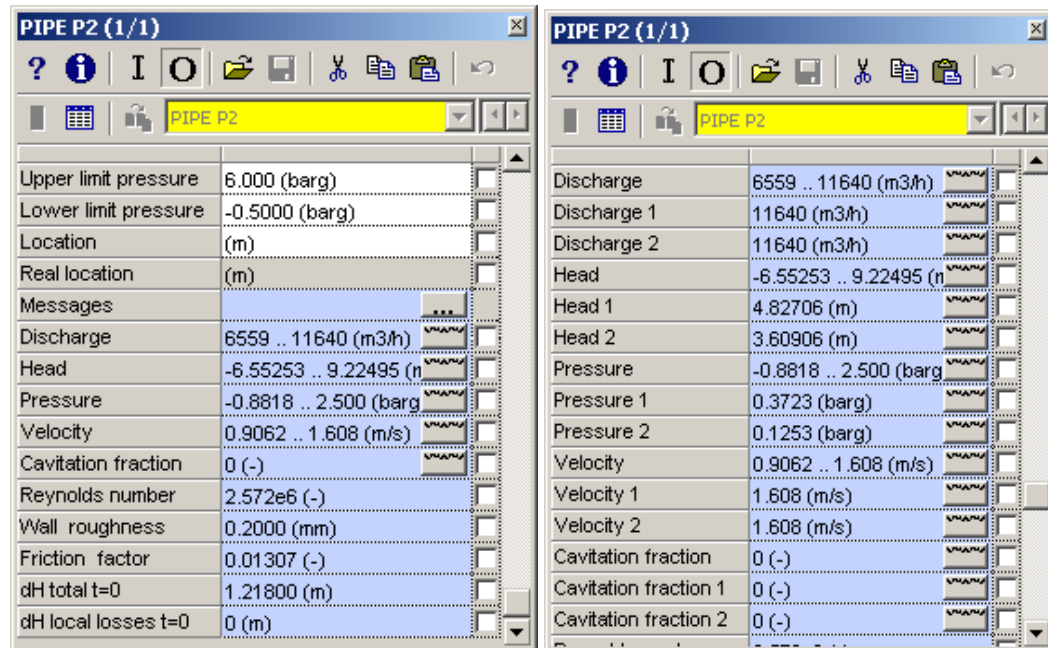 PIPE P2 (1/1)
? i I O
PIPE P2
Upper limit pressure 6.000 (barg)
Lower limit pressure -0.5000 (barg)
Location (m)
Real location (m)
Messages ...
Discharge 6559 .. 11640 (m3/h)
Head -6.55253 .. 9.22495 (m
Pressure -0.8818 .. 2.500 (barg
Velocity 0.9062 .. 1.608 (m/s)
Cavitation fraction 0 (-)
Reynolds number 2.572e6 (-)
Wall roughness 0.2000 (mm)
Friction factor 0.01307 (-)
dH total t=0 1.21800 (m)
dH local losses t=0 0 (m)
PIPE P2 (1/1)
? i I O
PIPE P2
Discharge 6559 .. 11640 (m3/h)
Discharge 1 11640 (m3/h)
Discharge 2 11640 (m3/h)
Head -6.55253 .. 9.22495 (m
Head 1 4.82706 (m)
Head 2 3.60906 (m)
Pressure -0.8818 .. 2.500 (barg
Pressure 1 0.3723 (barg)
Pressure 2 0.1253 (barg)
Velocity 0.9062 .. 1.608 (m/s)
Velocity 1 1.608 (m/s)
Velocity 2 1.608 (m/s)
Cavitation fraction 0 (-)
Cavitation fraction 1 0 (-)
Cavitation fraction 2 0 (-)